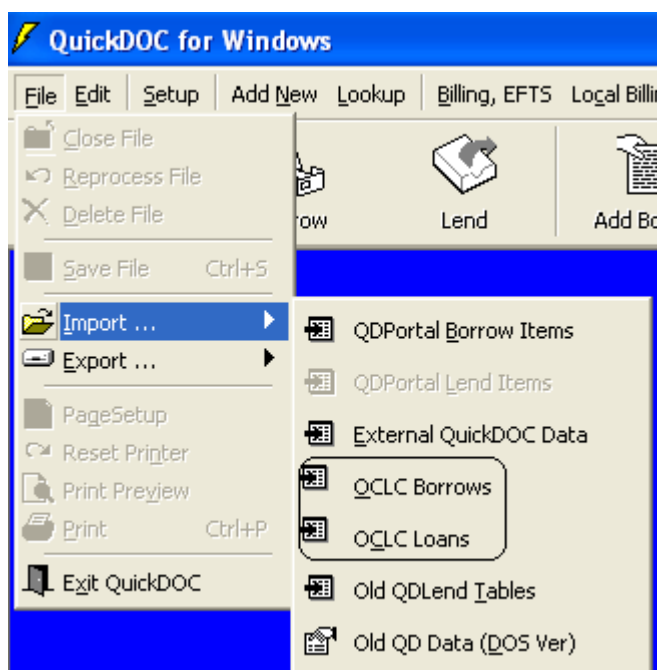 QuickDOC for Windows
File Edit Setup Add New Lookup Billing, EFTS Local Billi
Close File
Reprocess File
Delete File
row Lend Add Bo
Save File Ctrl+S
Import ...
QDPortal Borrow Items
Export ...
QDPortal Lend Items
PageSetup
External QuickDOC Data
Reset Printer
OCLC Borrows
Print Preview
Print Ctrl+P
OCLC Loans
Exit QuickDOC
Old QDLend Tables
Old QD Data (DOS Ver)